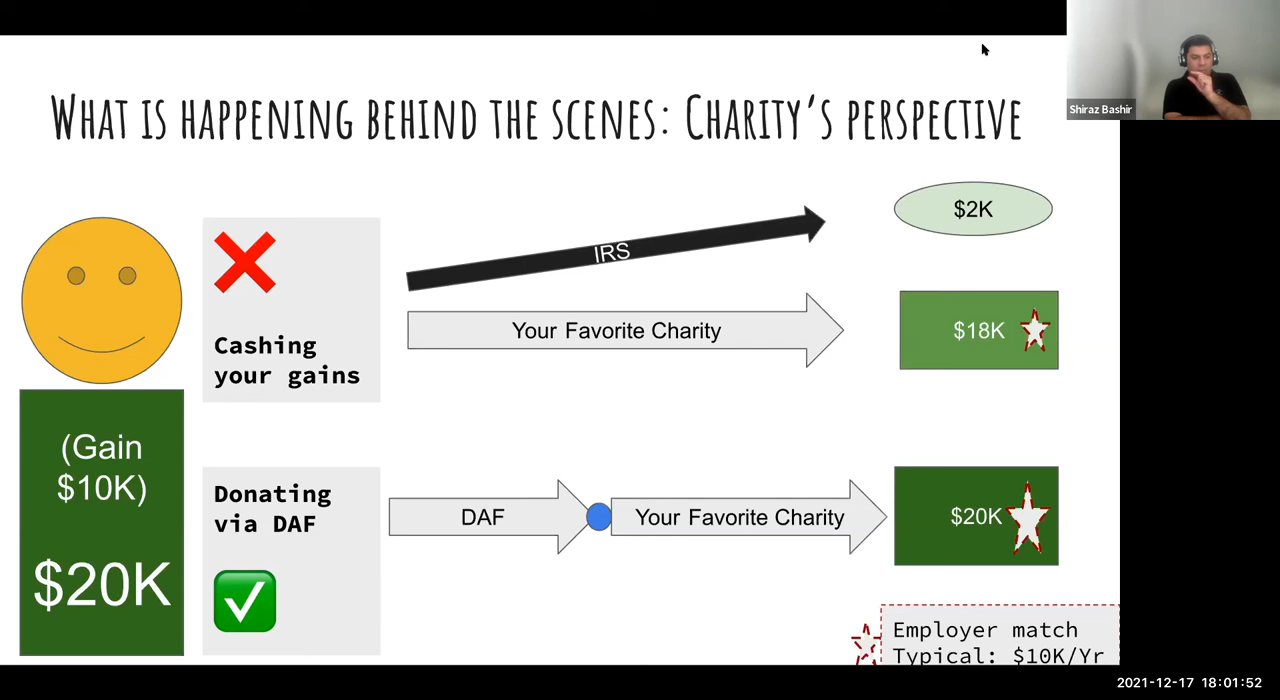 Shiraz Bashir
What is happening behind the scenes: Charity's perspective
$2K
IRS
Your Favorite Charity
$18K
Cashing
your gains
(Gain
$10K)
$20K
Donating
via DAF
DAF
Your Favorite Charity
$20K
Employer match
Typical: $10K/Yr
2021-12-17 18:01:52